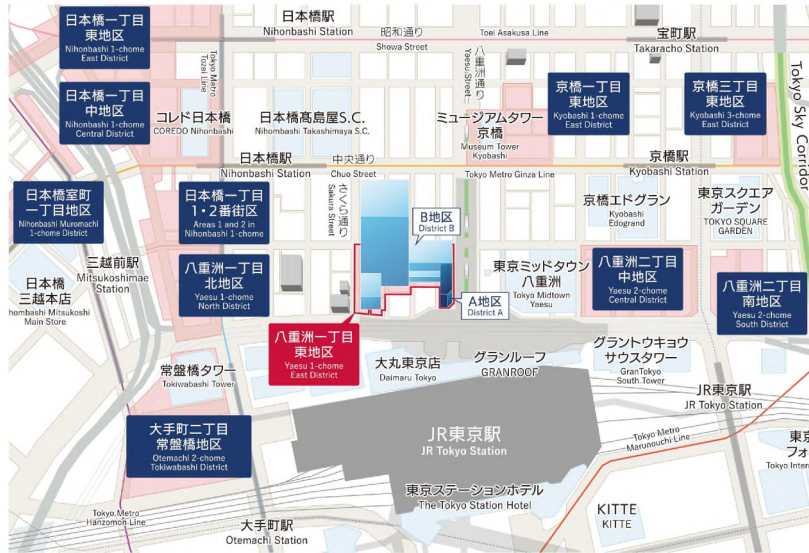 日本橋一丁目
東地区
Nihonbashi 1-chome
East District
日本橋駅
Nihonbashi Station
昭和通り
Showa Street
Toei Asakusa Line
宝町駅
Takaracho Station
Tokyo Metro
Tozai Line
八重洲通り
Yaesu Street
Tokyo Sky Corridor
日本橋一丁目
中地区
Nihonbashi 1-chome
Central District
コレド日本橋
COREDO Nihonbashi
日本橋髙島屋S.C.
Nihombashi Takashimaya S.C.
ミュージアムタワー
京橋
Museum Tower
Kyobashi
京橋一丁目
東地区
Kyobashi 1-chome
East District
京橋三丁目
東地区
Kyobashi 3-chome
East District
日本橋駅
Nihonbashi Station
中央通り
Chuo Street
Tokyo Metro Ginza Line
京橋駅
Kyobashi Station
日本橋室町
一丁目地区
Nihonbashi Muromachi
1-chome District
日本橋一丁目
1・2番街区
Areas 1 and 2 in
Nihonbashi 1-chome
さくら通り
Sakura Street
B地区
District B
京橋エドグラン
Kyobashi
Edogrand
東京スクエア
ガーデン
TOKYO SQUARE
GARDEN
三越前駅
Mitsukoshimae
Station
日本橋
三越本店
hombashi Mitsukoshi
Main Store
八重洲一丁目
北地区
Yaesu 1-chome
North District
A地区
District A
東京ミッドタウン
八重洲
Tokyo Midtown
Yaesu
八重洲二丁目
中地区
Yaesu 2-chome
Central District
八重洲二丁目
南地区
Yaesu 2-chome
South District
八重洲一丁目
東地区
Yaesu 1-chome
East District
常盤橋タワー
Tokiwabashi Tower
大丸東京店
Daimaru Tokyo
グランルーフ
GRANROOF
グラントウキョウ
サウスタワー
GranTokyo
South Tower
JR東京駅
JR Tokyo Station
大手町二丁目
常盤橋地区
Otemachi 2-chome
Tokiwabashi District
JR東京駅
JR Tokyo Station
Tokyo Metro
Marunouchi Line
東京
フォ
Tokyo Inter
東京ステーションホテル
The Tokyo Station Hotel
KITTE
KITTE
Tokyo Metro
Hanzomon Line
大手町駅
Otemachi Station